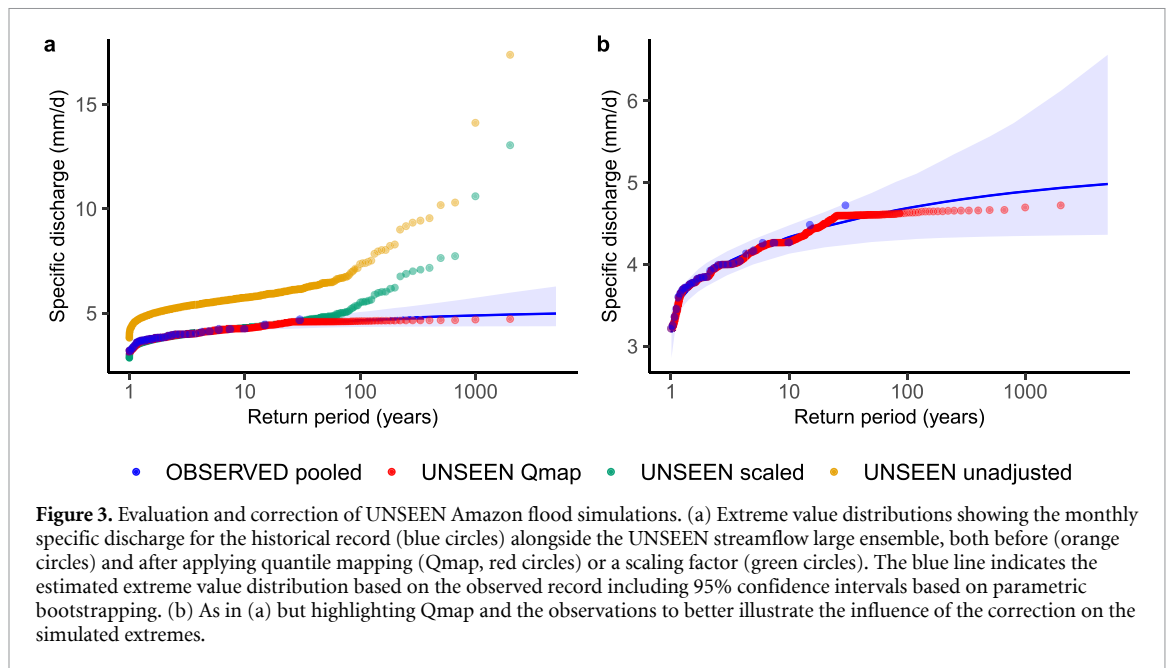 a
b
Specific discharge (mm/d)
15
10
5
1
10
100
1000
Return period (years)
Specific discharge (mm/d)
6
5
4
3
1
10
100
1000
Return period (years)
OBSERVED pooled
UNSEEN Qmap
UNSEEN scaled
UNSEEN unadjusted
Figure 3. Evaluation and correction of UNSEEN Amazon flood simulations. (a) Extreme value distributions showing the monthly
specific discharge for the historical record (blue circles) alongside the UNSEEN streamflow large ensemble, both before (orange
circles) and after applying quantile mapping (Qmap, red circles) or a scaling factor (green circles). The blue line indicates the
estimated extreme value distribution based on the observed record including 95% confidence intervals based on parametric
bootstrapping. (b) As in (a) but highlighting Qmap and the observations to better illustrate the influence of the correction on the
simulated extremes.